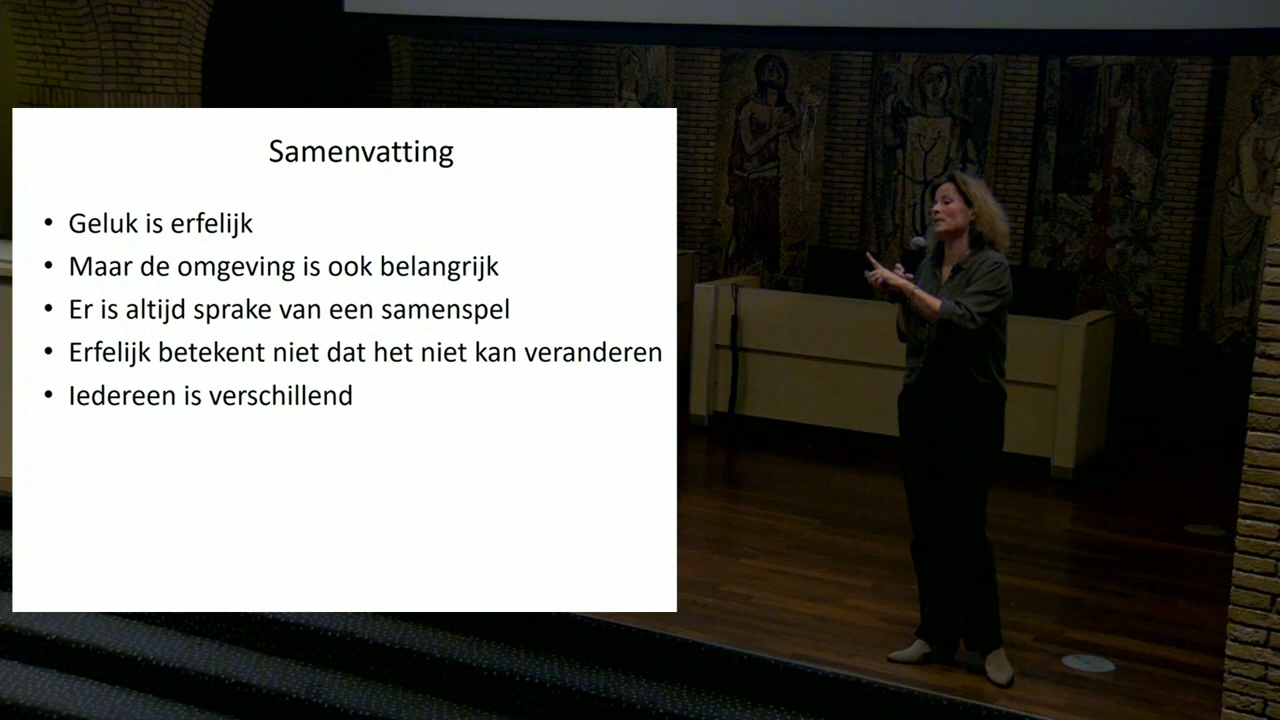 Samenvatting
• Geluk is erfelijk
• Maar de omgeving is ook belangrijk
• Er is altijd sprake van een samenspel
• Erfelijk betekent niet dat het niet kan veranderen
• Iedereen is verschillend